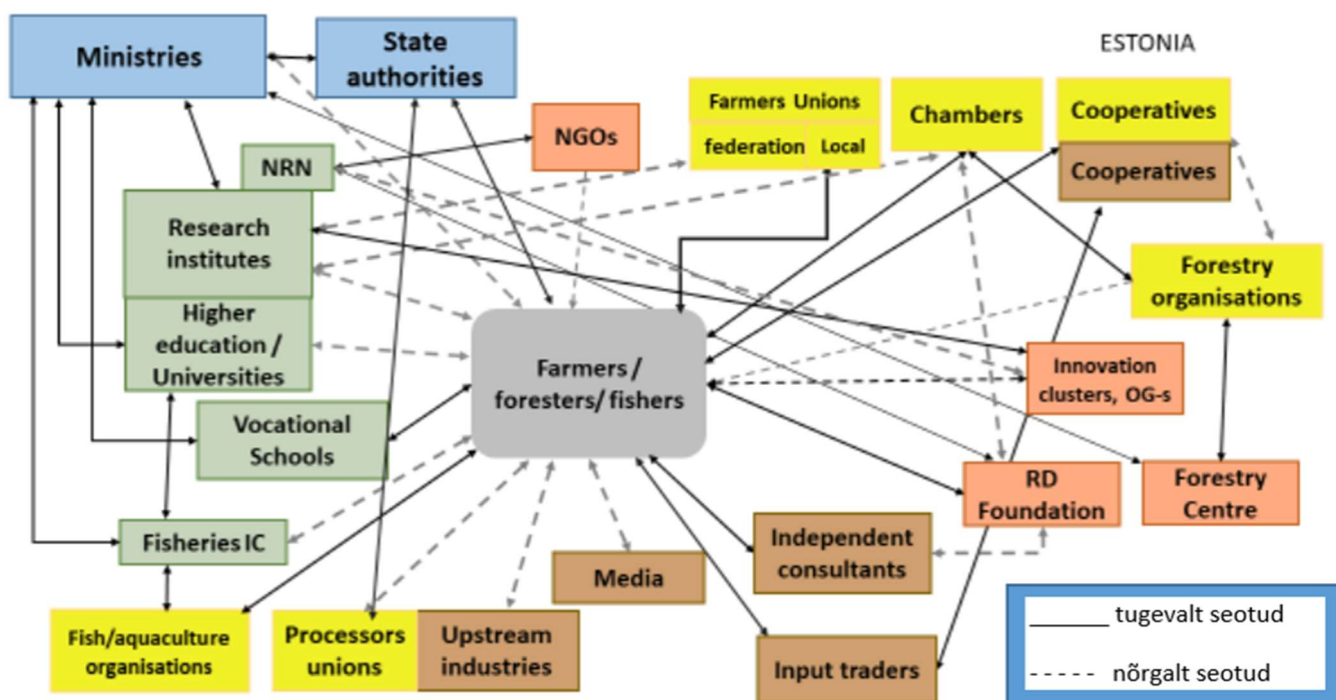 ESTONIA
Ministries
State
authorities
NGOs
Farmers Unions
federation
Local
Chambers
Cooperatives
Cooperatives
NRN
Research
institutes
Higher
education /
Universities
Vocational
Schools
Fisheries IC
Fish/aquaculture
organisations
Processors
unions
Upstream
industries
Media
Farmers /
foresters/ fishers
Independent
consultants
Input traders
RD
Foundation
Forestry
Centre
Innovation
clusters, OG-s
Forestry
organisations
tugevalt seotud
nõrgalt seotud